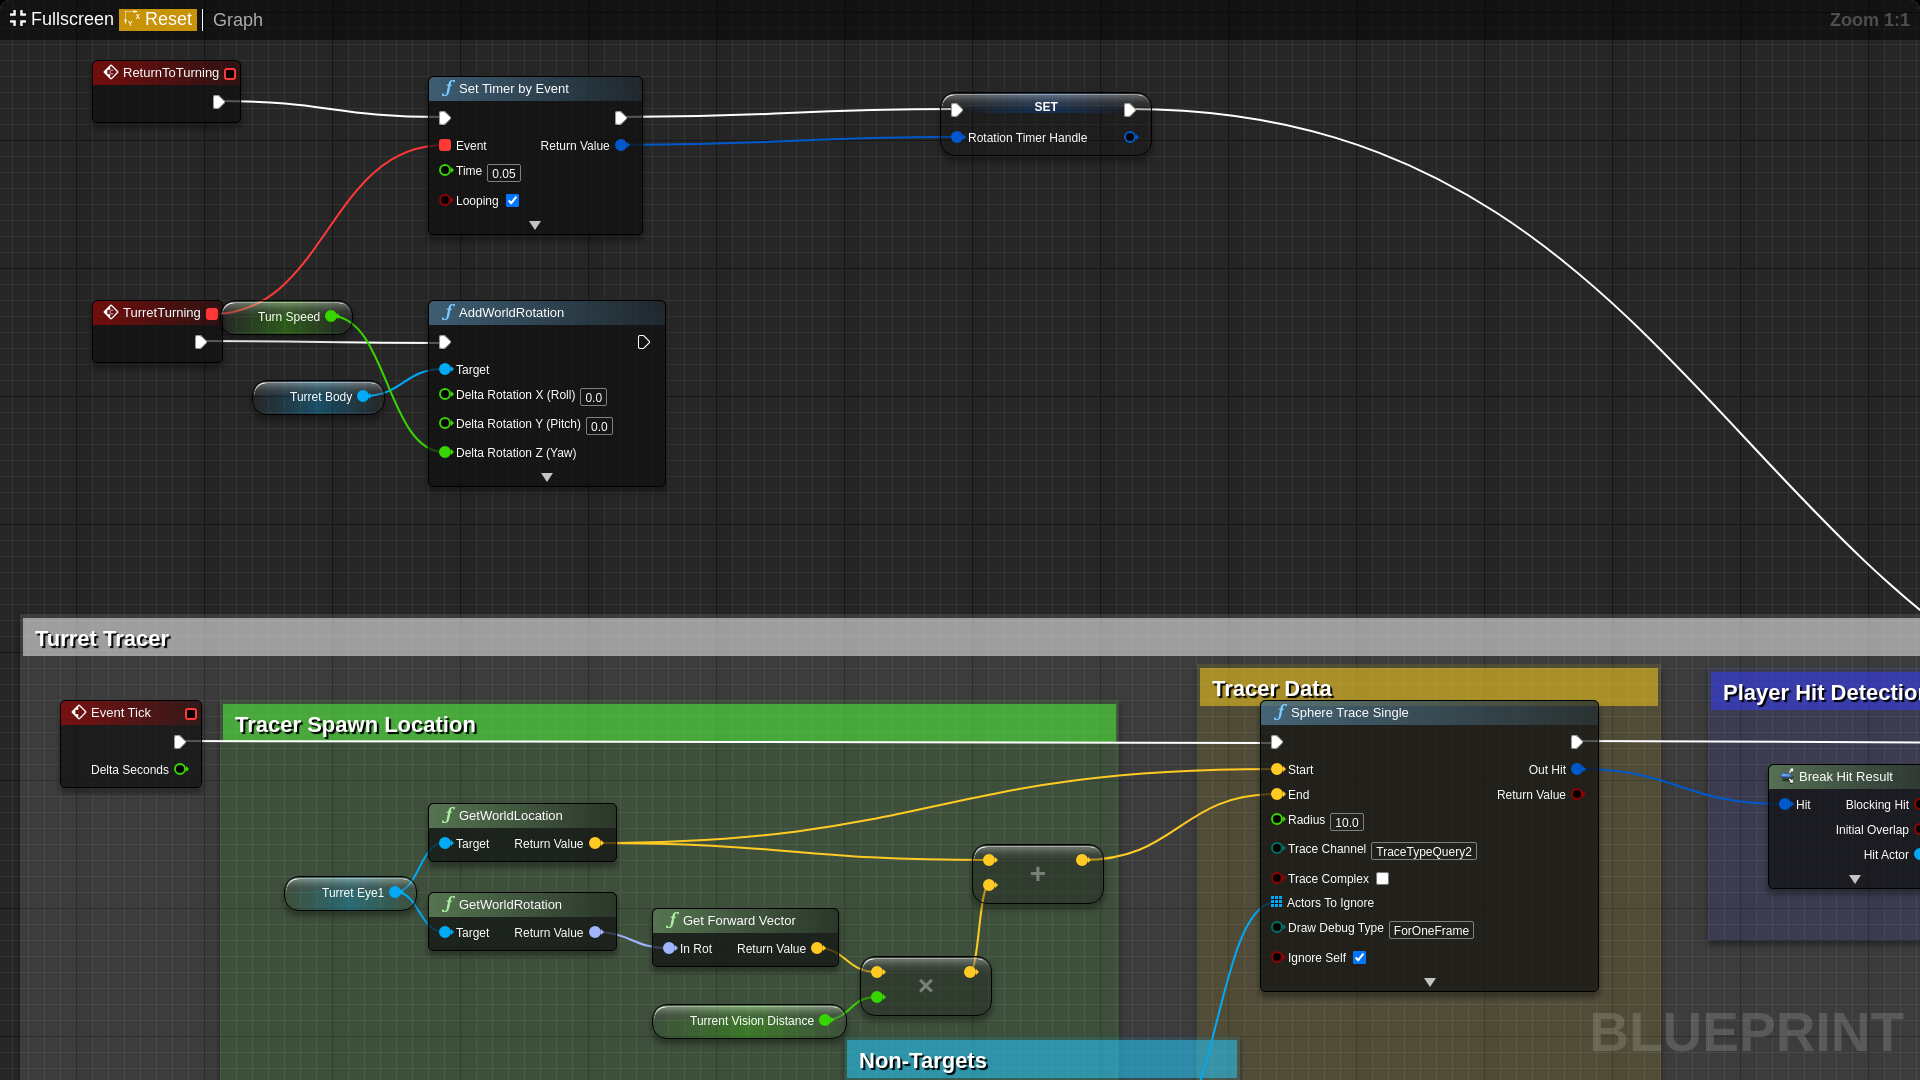 Fullscreen Reset Graph Zoom 1:1
ReturnToTurning
Set Timer by Event
Event Return Value
Time 0.05
Looping
SET
Rotation Timer Handle
TurretTurning
Turn Speed
Turret Body
AddWorldRotation
Target
Delta Rotation X (Roll) 0.0
Delta Rotation Y (Pitch) 0.0
Delta Rotation Z (Yaw)
Turret Tracer
Event Tick
Delta Seconds
Tracer Spawn Location
GetWorldLocation
Target Return Value
Turret Eye1
GetWorldRotation
Target Return Value
Get Forward Vector
In Rot Return Value
Turrent Vision Distance
×
+
Non-Targets
Tracer Data
Sphere Trace Single
Start Out Hit
End Return Value
Radius 10.0
Trace Channel TraceTypeQuery2
Trace Complex
Actors To Ignore
Draw Debug Type ForOneFrame
Ignore Self
Player Hit Detectio
Break Hit Result
Hit Blocking Hit
Initial Overlap
Hit Actor
BLUEPRINT